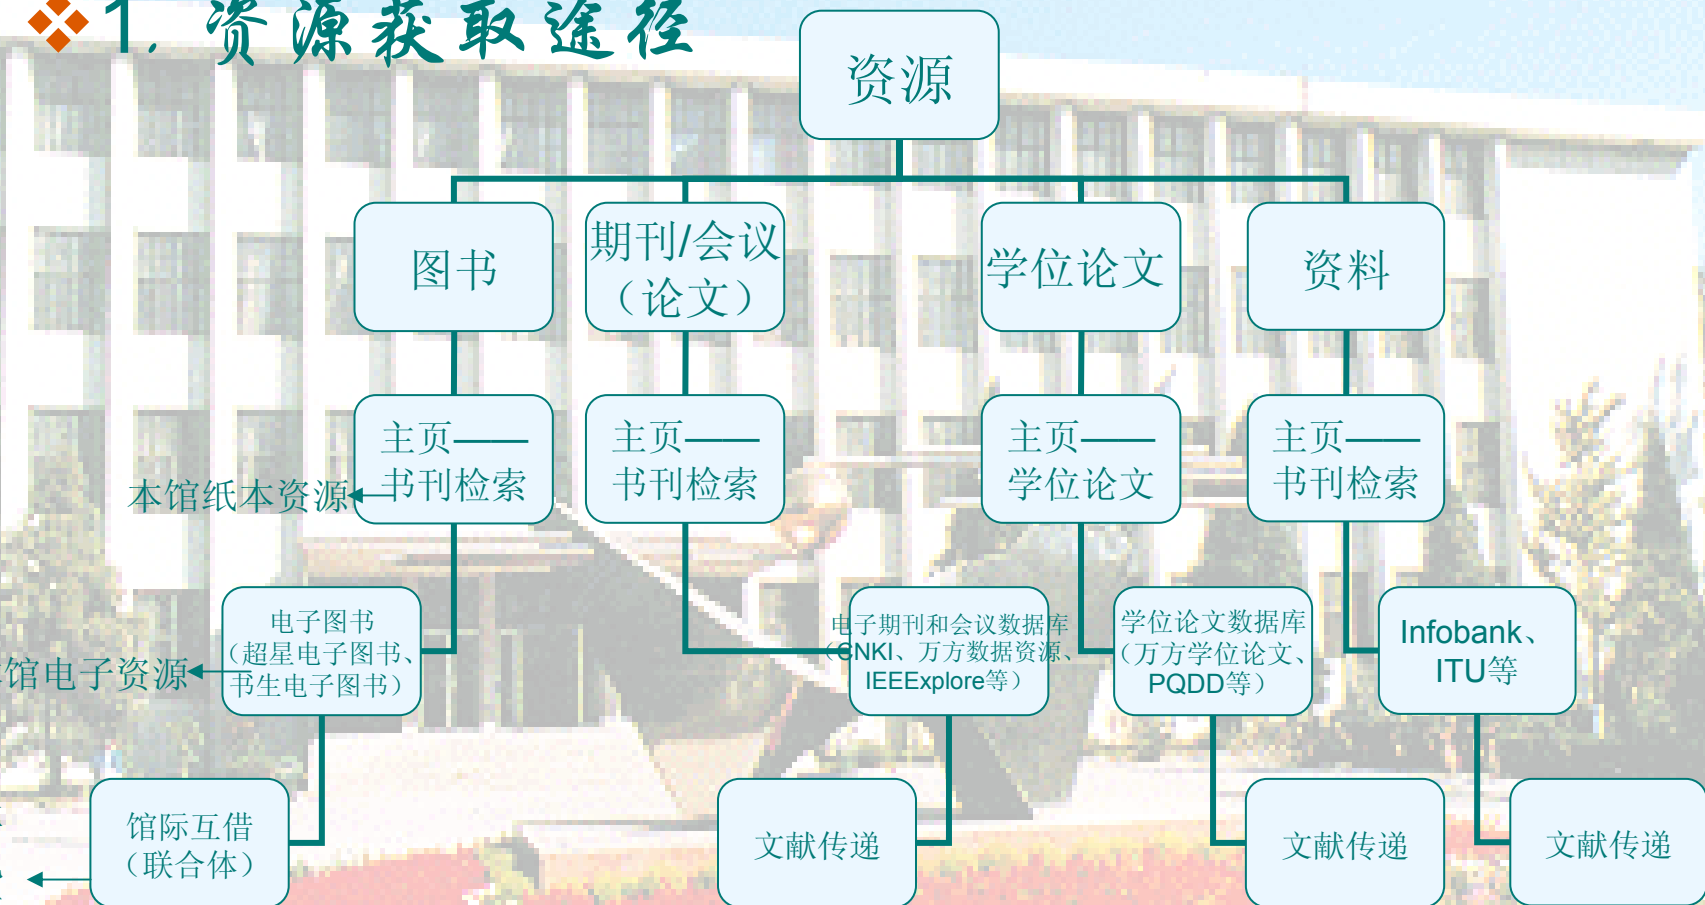 1. 资源获取途径
资源
图书
期刊/会议
（论文）
学位论文
资料
主页——
书刊检索
主页——
书刊检索
主页——
学位论文
主页——
书刊检索
本馆纸本资源
电子图书
（超星电子图书、
书生电子图书）
电子期刊和会议数据库
（CNKI、万方数据资源、
IEEExplore等）
学位论文数据库
（万方学位论文、
PQDD等）
Infobank、
ITU等
馆电子资源
馆际互借
（联合体）
文献传递
文献传递
文献传递